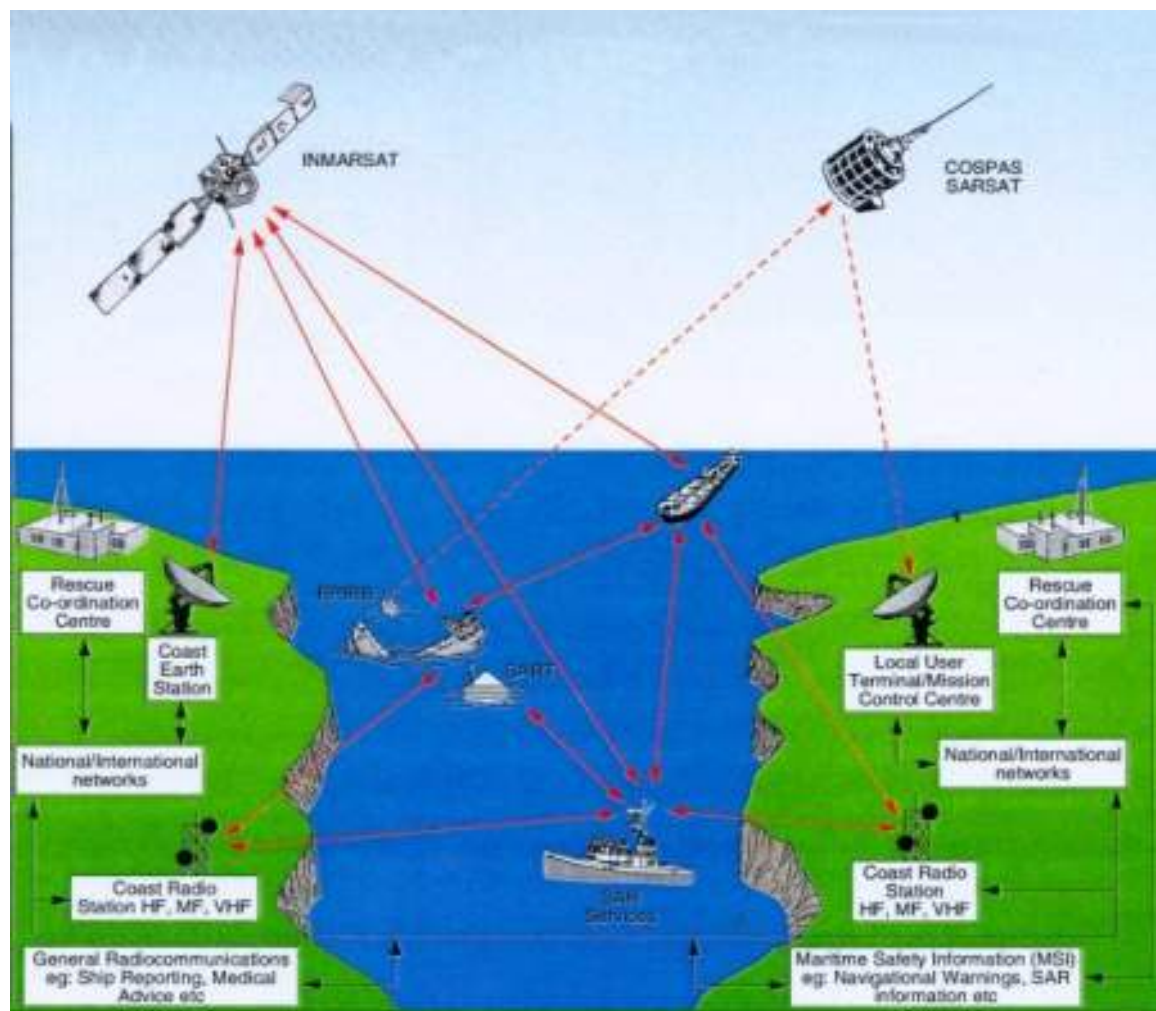 INMARSAT
COSPAS
SARSAT
Rescue
Co-ordination
Centre
Coast
Earth
Station
National/International
networks
Coast Radio
Station HF, MF, VHF
General Radiocommunications
eg: Ship Reporting, Medical
Advice etc
EPIRB
SART
SAR
Services
Rescue
Co-ordination
Centre
Local User
Terminal/Mission
Control Centre
National/International
networks
Coast Radio
Station
HF, MF, VHF
Maritime Safety Information (MSI)
eg: Navigational Warnings, SAR
information etc